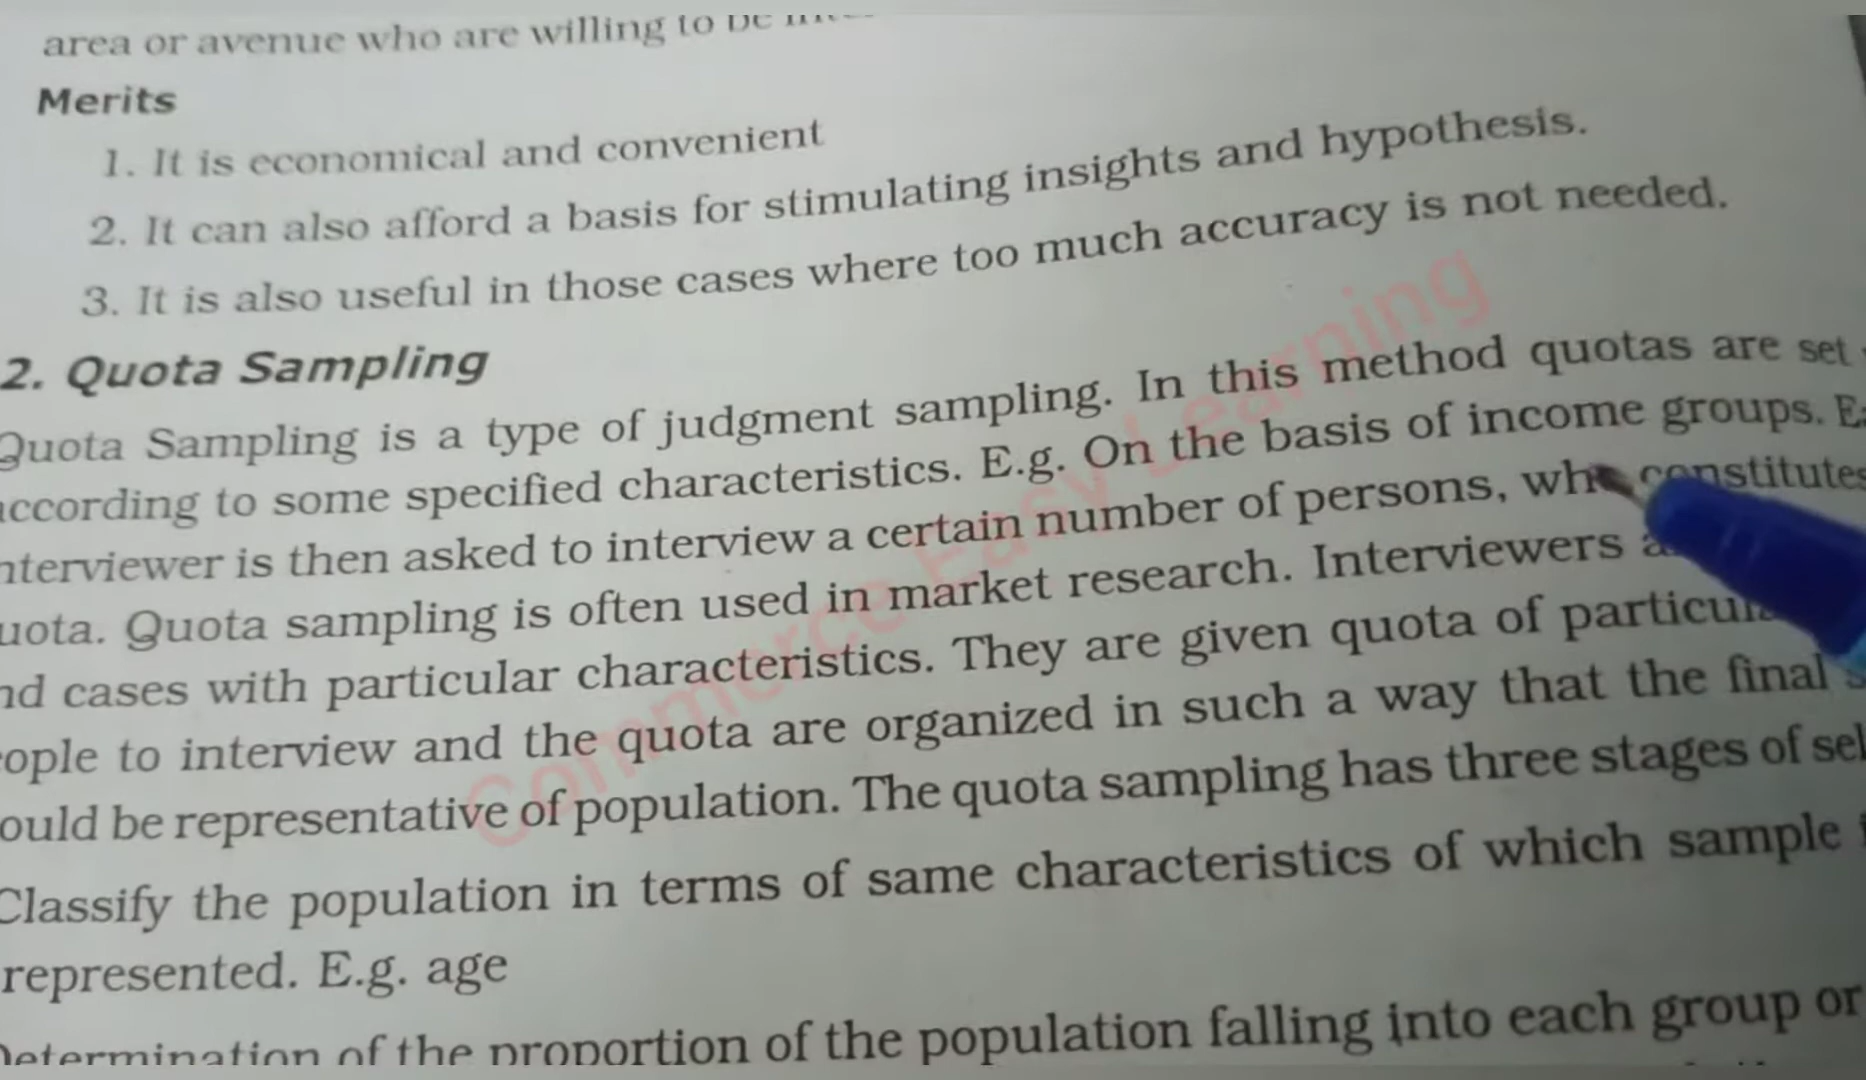 area or avenue who are willing to be
Merits
1. It is economical and convenient
2. It can also afford a basis for stimulating insights and hypothesis.
3. It is also useful in those cases where too much accuracy is not needed.
2. Quota Sampling
Quota Sampling is a type of judgment sampling. In this method quotas are set
according to some specified characteristics. E.g. On the basis of income groups.
nterviewer is then asked to interview a certain number of persons, constitutes
uota. Quota sampling is often used in market research. Interviewers
nd cases with particular characteristics. They are given quota of
ople to interview and the quota are organized in such a way that the final
ould be representative of population. The quota sampling has three stages of sel
Classify the population in terms of same characteristics of which sample
represented. E.g. age
Determination of the proportion of the population falling into each group or
Commerce Easy Learning